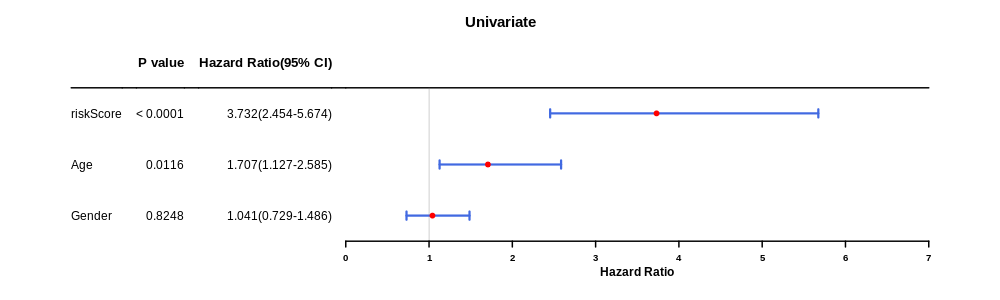 Univariate
P value Hazard Ratio(95% CI)
riskScore < 0.0001 3.732(2.454-5.674)
Age 0.0116 1.707(1.127-2.585)
Gender 0.8248 1.041(0.729-1.486)
0 1 2 3 4 5 6 7
Hazard Ratio